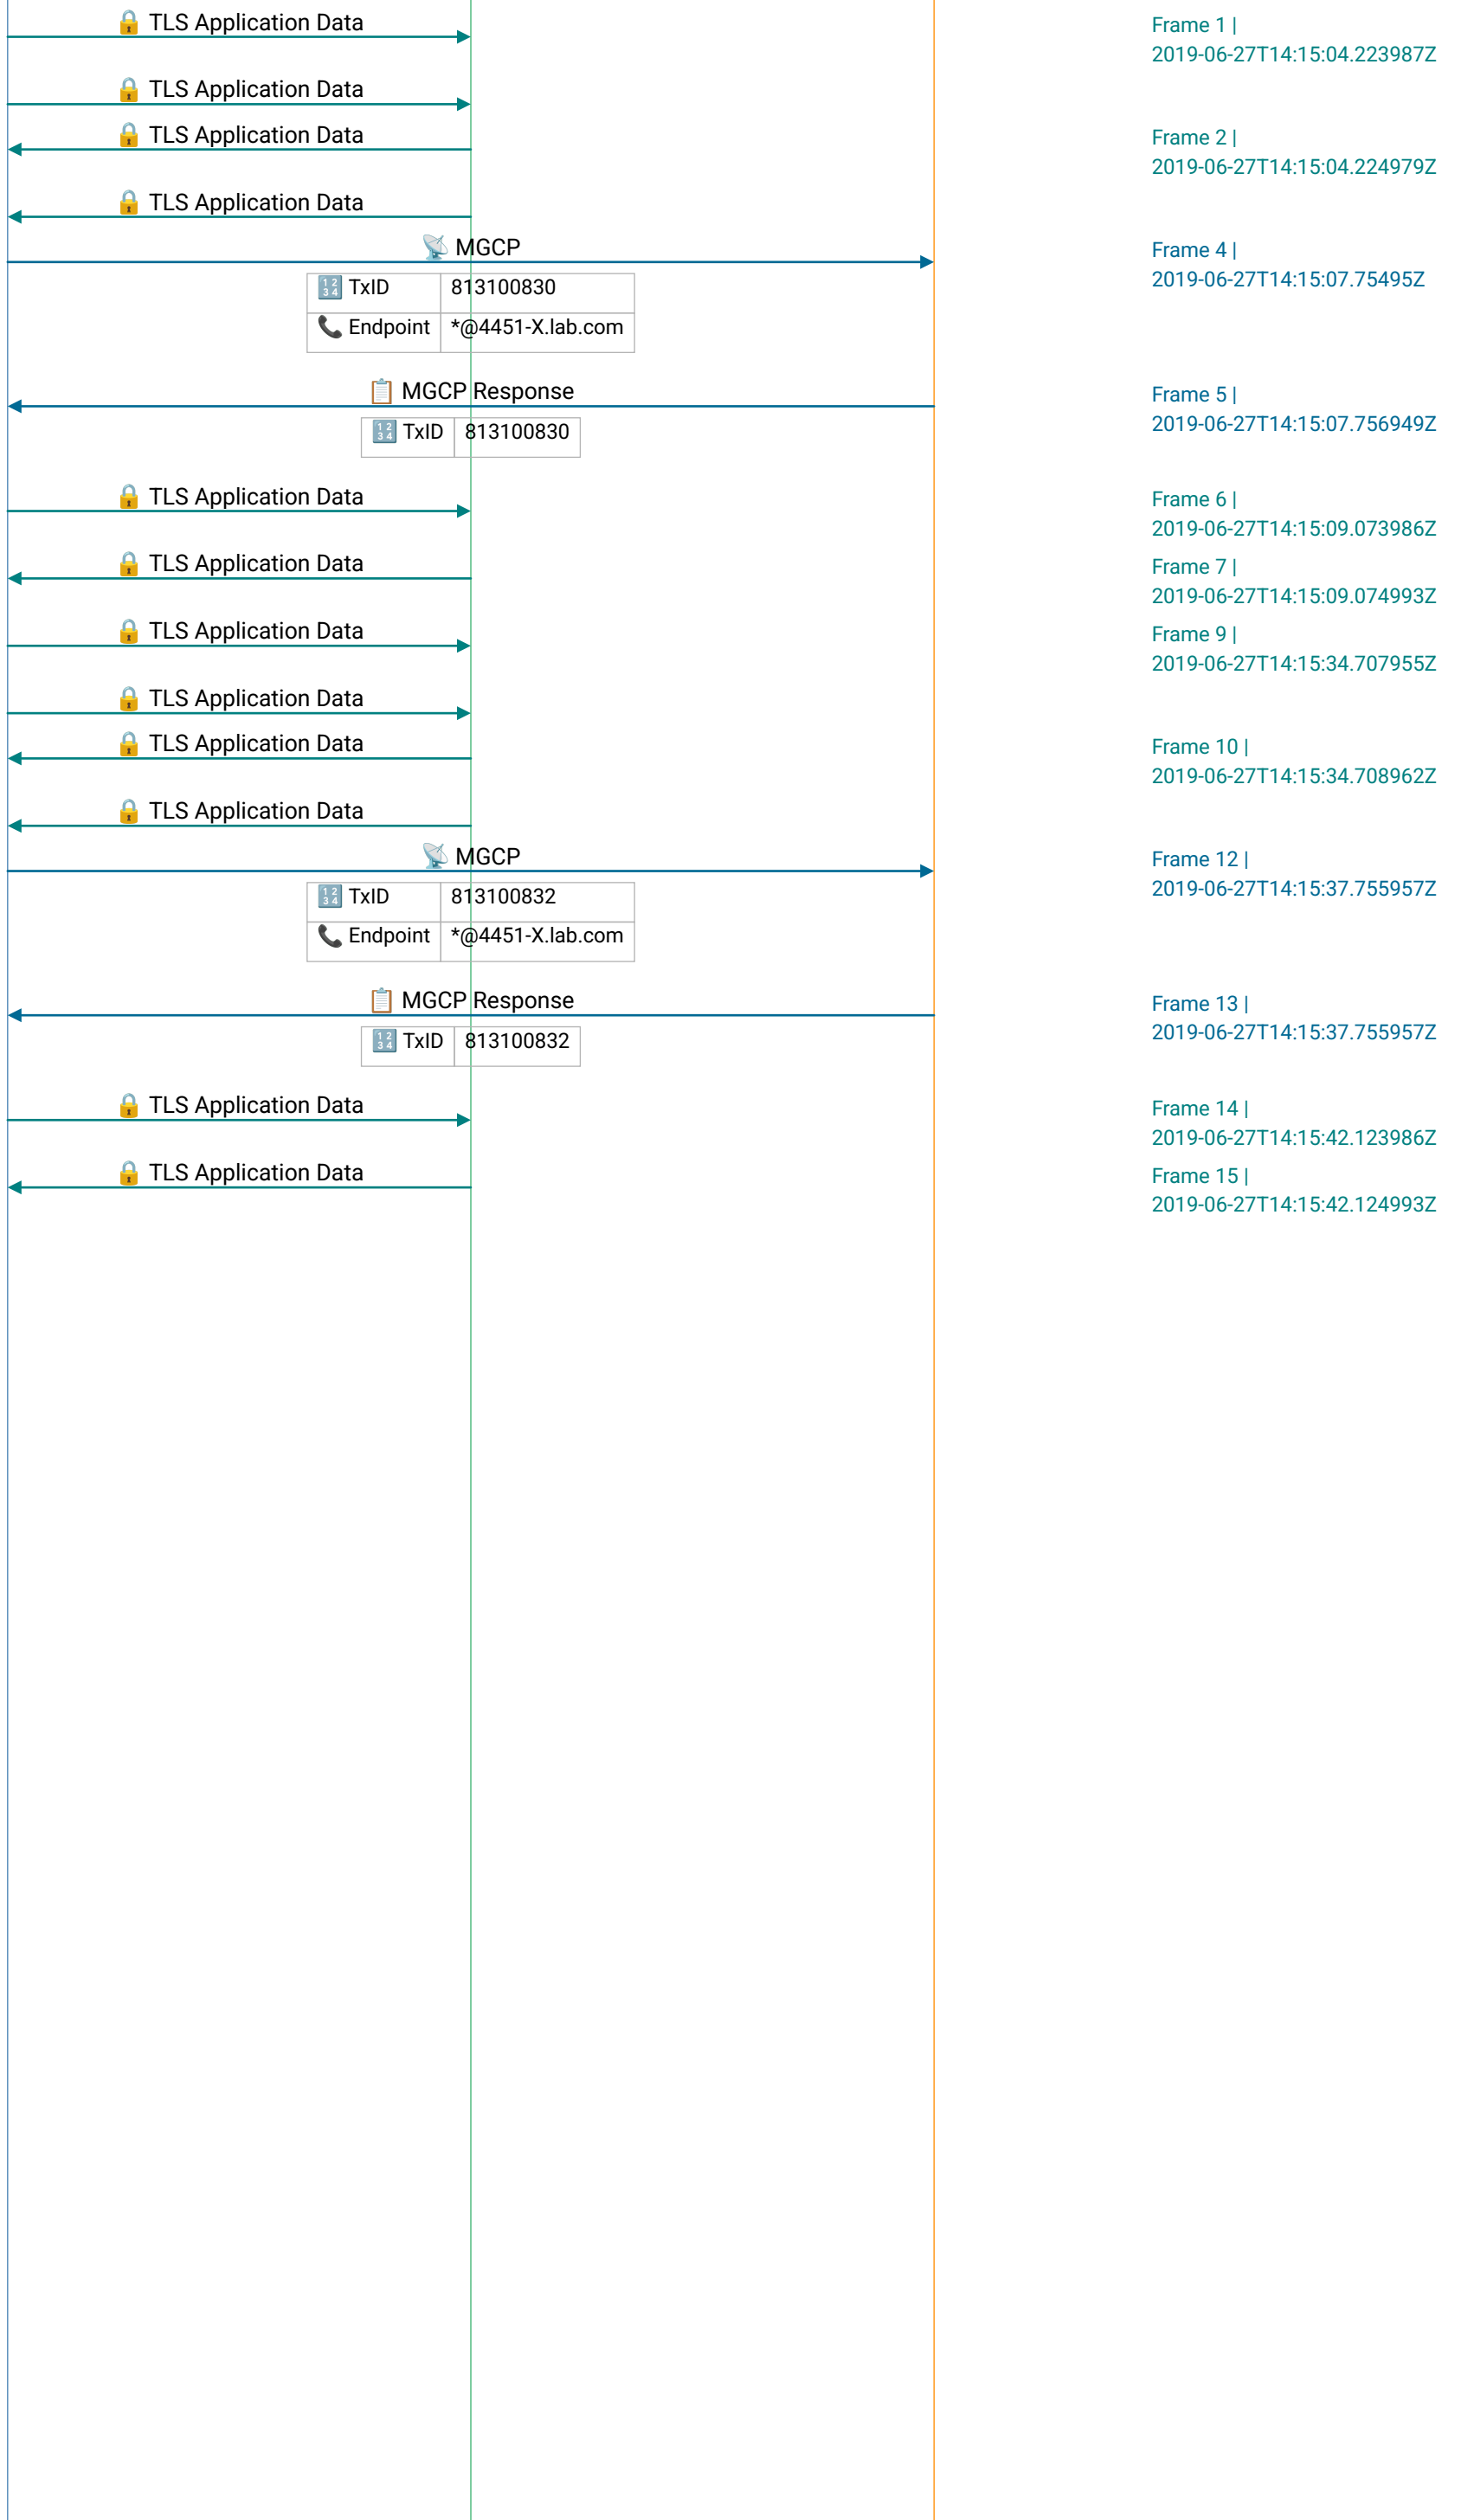 🔒 TLS Application Data
Frame 1 |
2019-06-27T14:15:04.223987Z
🔒 TLS Application Data
🔒 TLS Application Data
Frame 2 |
2019-06-27T14:15:04.224979Z
🔒 TLS Application Data
📡 MGCP
Frame 4 |
2019-06-27T14:15:07.75495Z
🔢 TxID 813100830
📞 Endpoint *@4451-X.lab.com
📋 MGCP Response
Frame 5 |
2019-06-27T14:15:07.756949Z
🔢 TxID 813100830
🔒 TLS Application Data
Frame 6 |
2019-06-27T14:15:09.073986Z
🔒 TLS Application Data
Frame 7 |
2019-06-27T14:15:09.074993Z
🔒 TLS Application Data
Frame 9 |
2019-06-27T14:15:34.707955Z
🔒 TLS Application Data
🔒 TLS Application Data
Frame 10 |
2019-06-27T14:15:34.708962Z
🔒 TLS Application Data
📡 MGCP
Frame 12 |
2019-06-27T14:15:37.755957Z
🔢 TxID 813100832
📞 Endpoint *@4451-X.lab.com
📋 MGCP Response
Frame 13 |
2019-06-27T14:15:37.755957Z
🔢 TxID 813100832
🔒 TLS Application Data
Frame 14 |
2019-06-27T14:15:42.123986Z
🔒 TLS Application Data
Frame 15 |
2019-06-27T14:15:42.124993Z